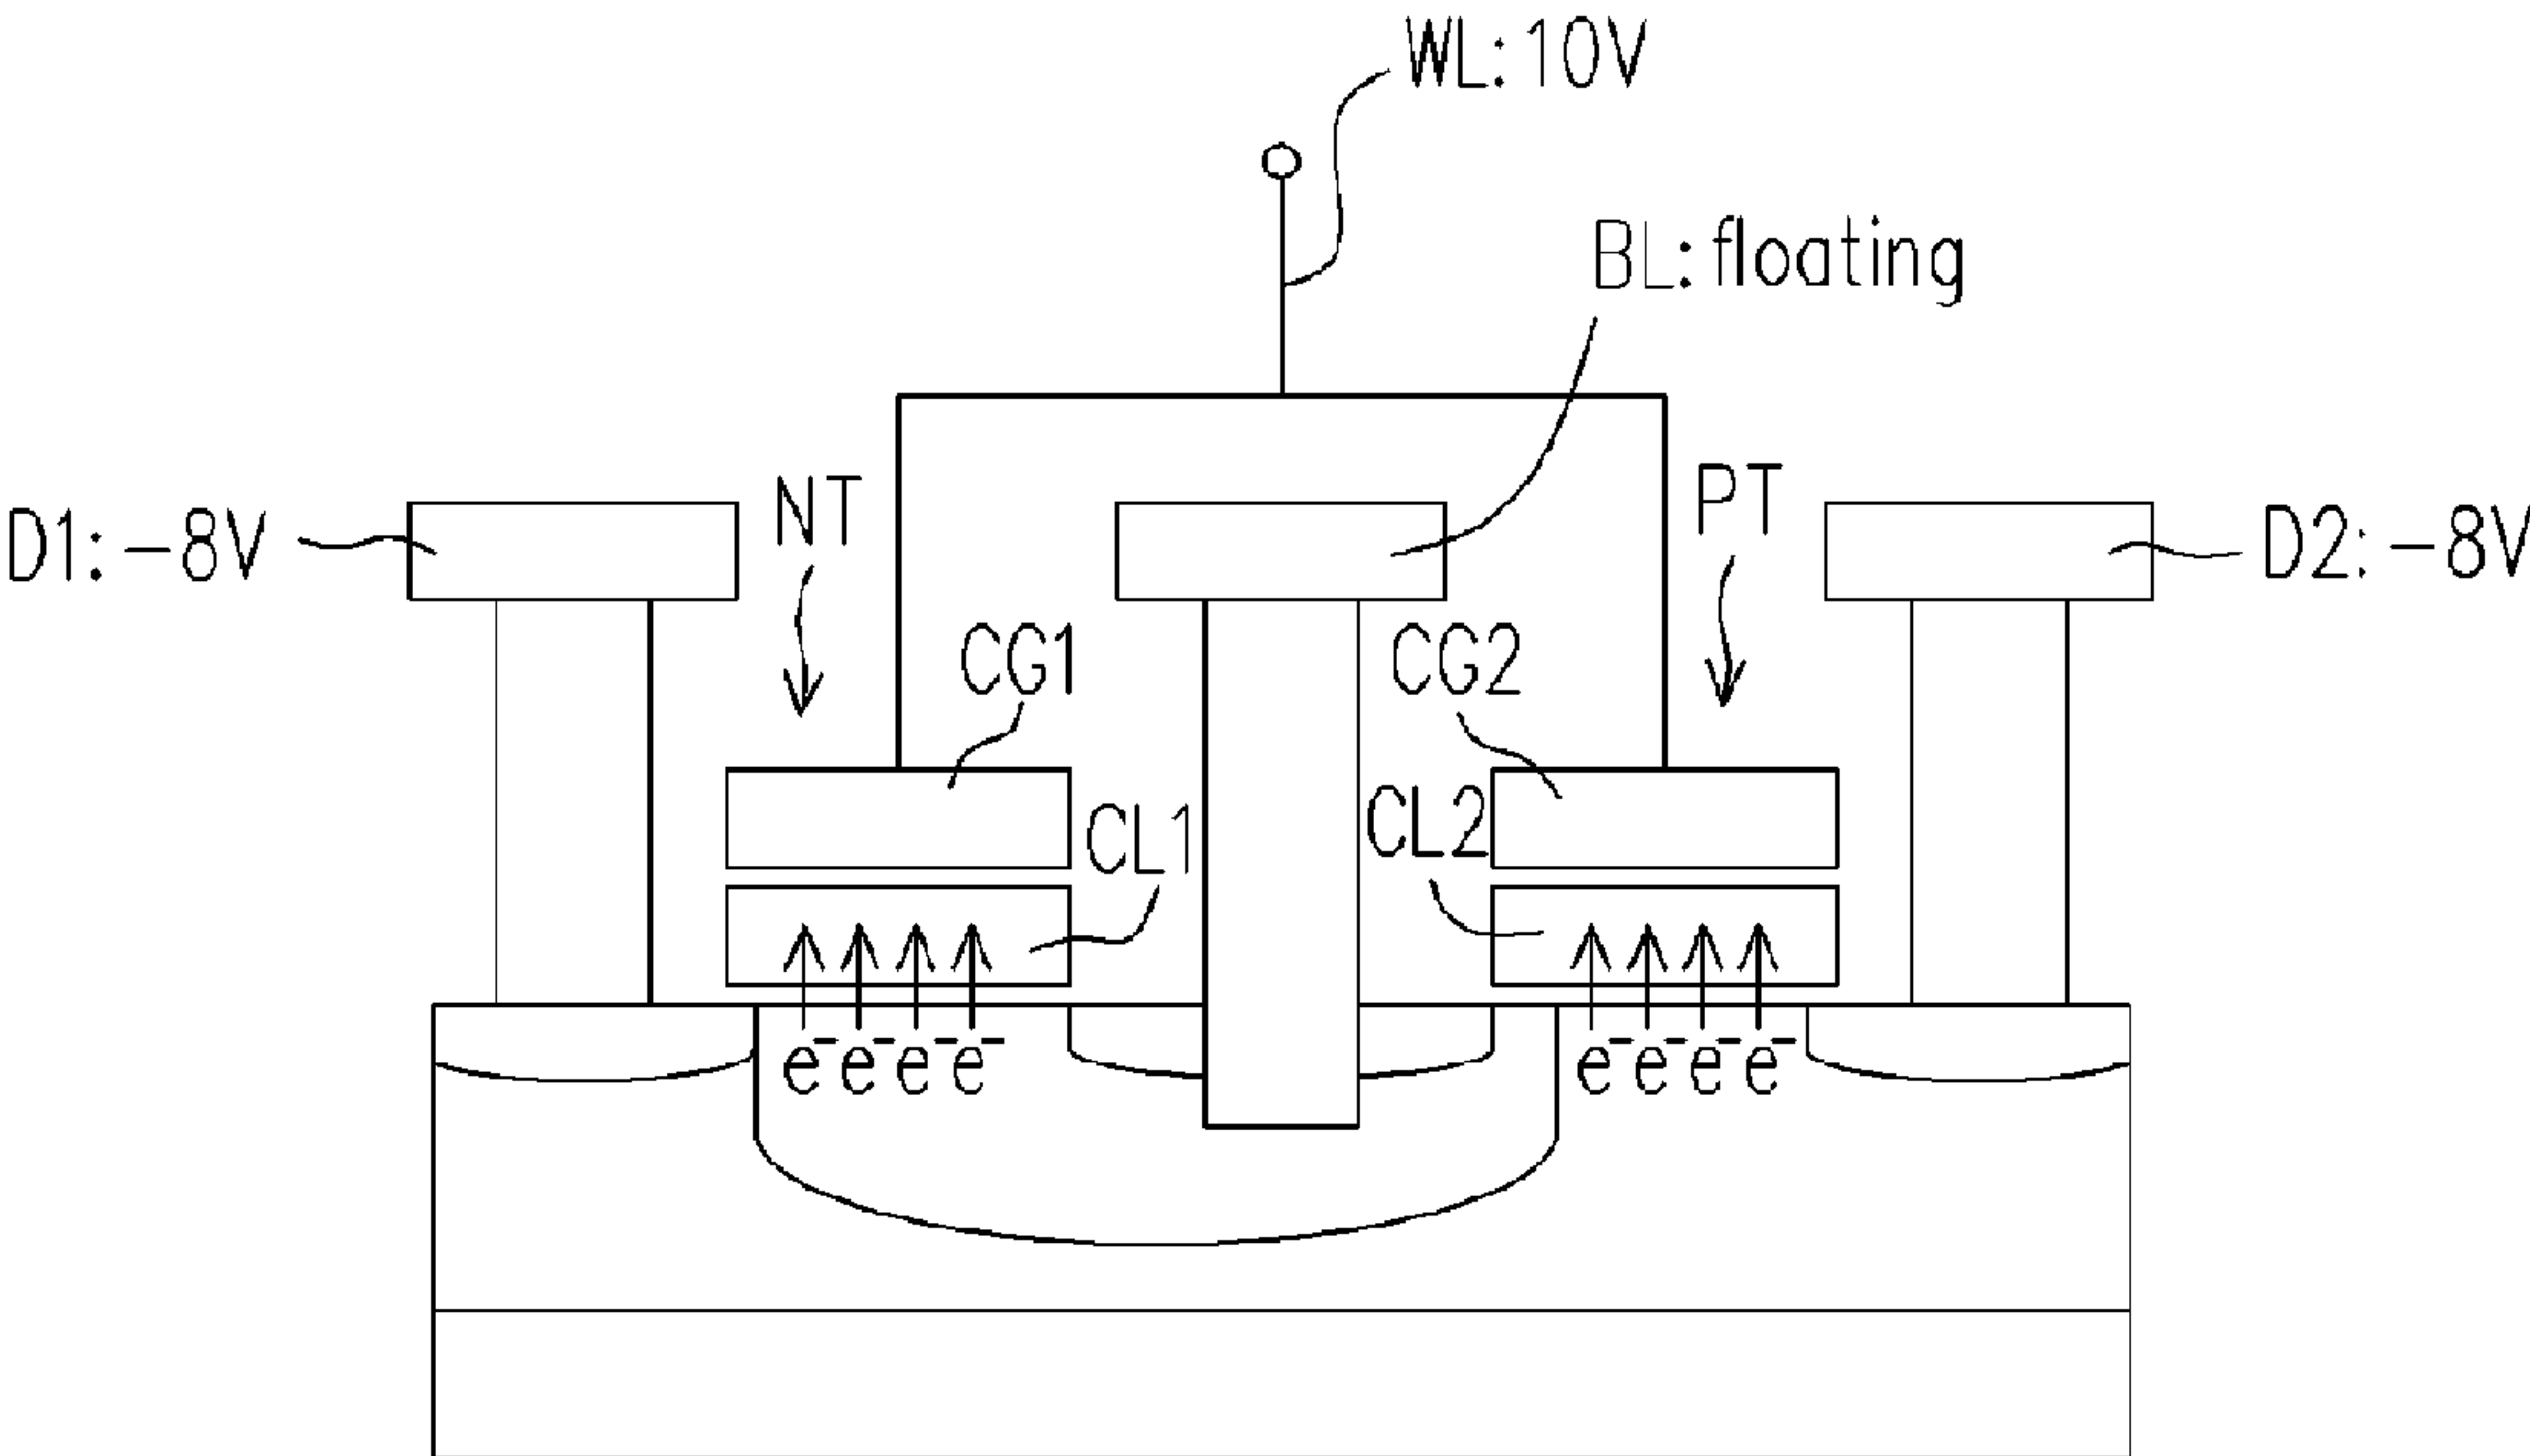 WL:10V
BL:floating
NT
PT
D1:-8V
D2:-8V
CG1
CG2
CL1
CL2
e- e- e- e-
e- e- e- e-